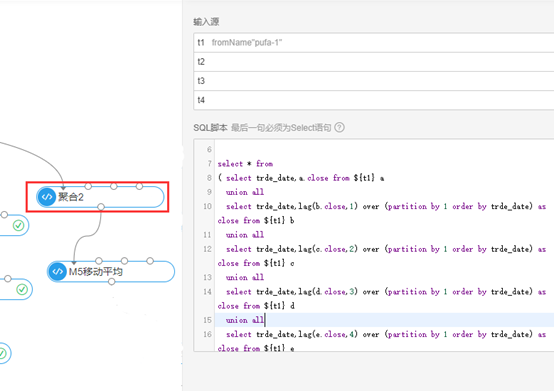 输入源
t1 fromName"pufa-1"
t2
t3
t4
SQL脚本 最后一句必须为Select语句 ?
聚合2
M5移动平均
6
7 select * from
8 ( select trde_date,a.close from ${t1} a
9 union all
10 select trde_date,lag(b.close,1) over (partition by 1 order by trde_date) as
close from ${t1} b
11 union all
12 select trde_date,lag(c.close,2) over (partition by 1 order by trde_date) as
close from ${t1} c
13 union all
14 select trde_date,lag(d.close,3) over (partition by 1 order by trde_date) as
close from ${t1} d
15 union all
16 select trde_date,lag(e.close,4) over (partition by 1 order by trde_date) as
close from ${t1} e